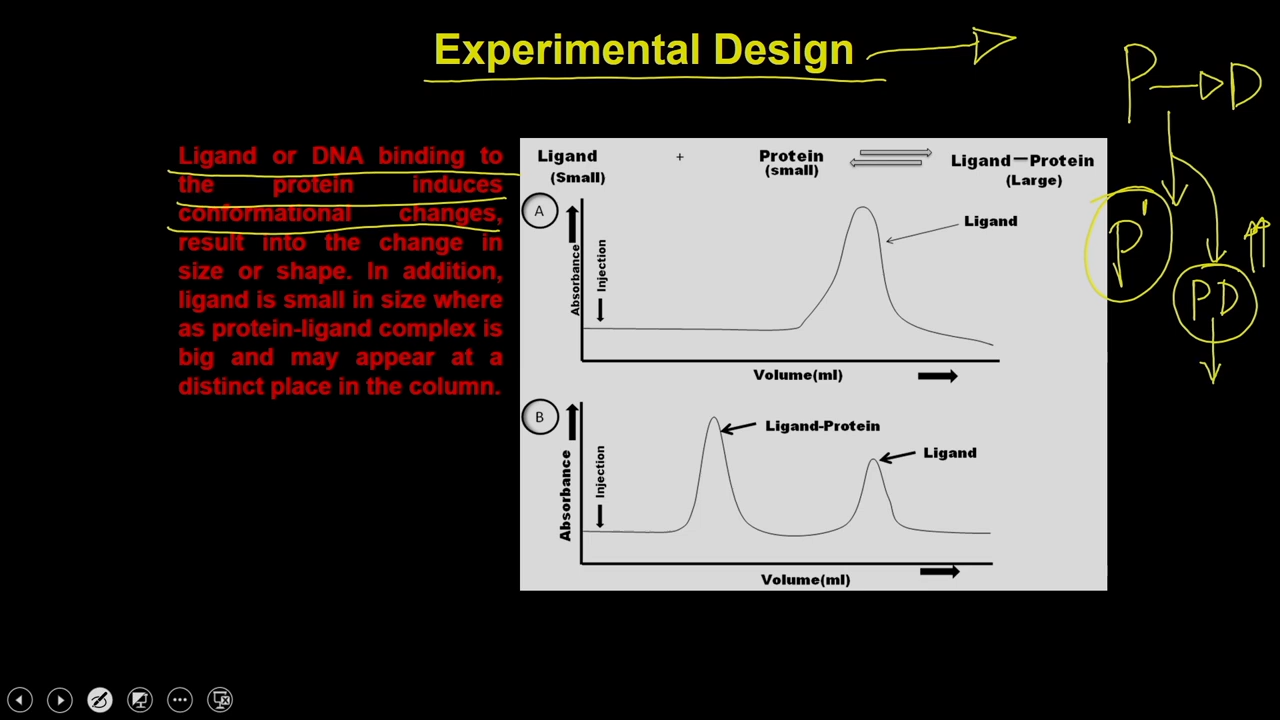 Experimental Design
P → D
P'
PD
Ligand or DNA binding to
the protein induces
conformational changes,
result into the change in
size or shape. In addition,
ligand is small in size where
as protein-ligand complex is
big and may appear at a
distinct place in the column.
Ligand + Protein Ligand—Protein
(Small) (small) (Large)
A
Absorbance
Injection
Ligand
Volume(ml)
B
Absorbance
Injection
Ligand-Protein
Ligand
Volume(ml)